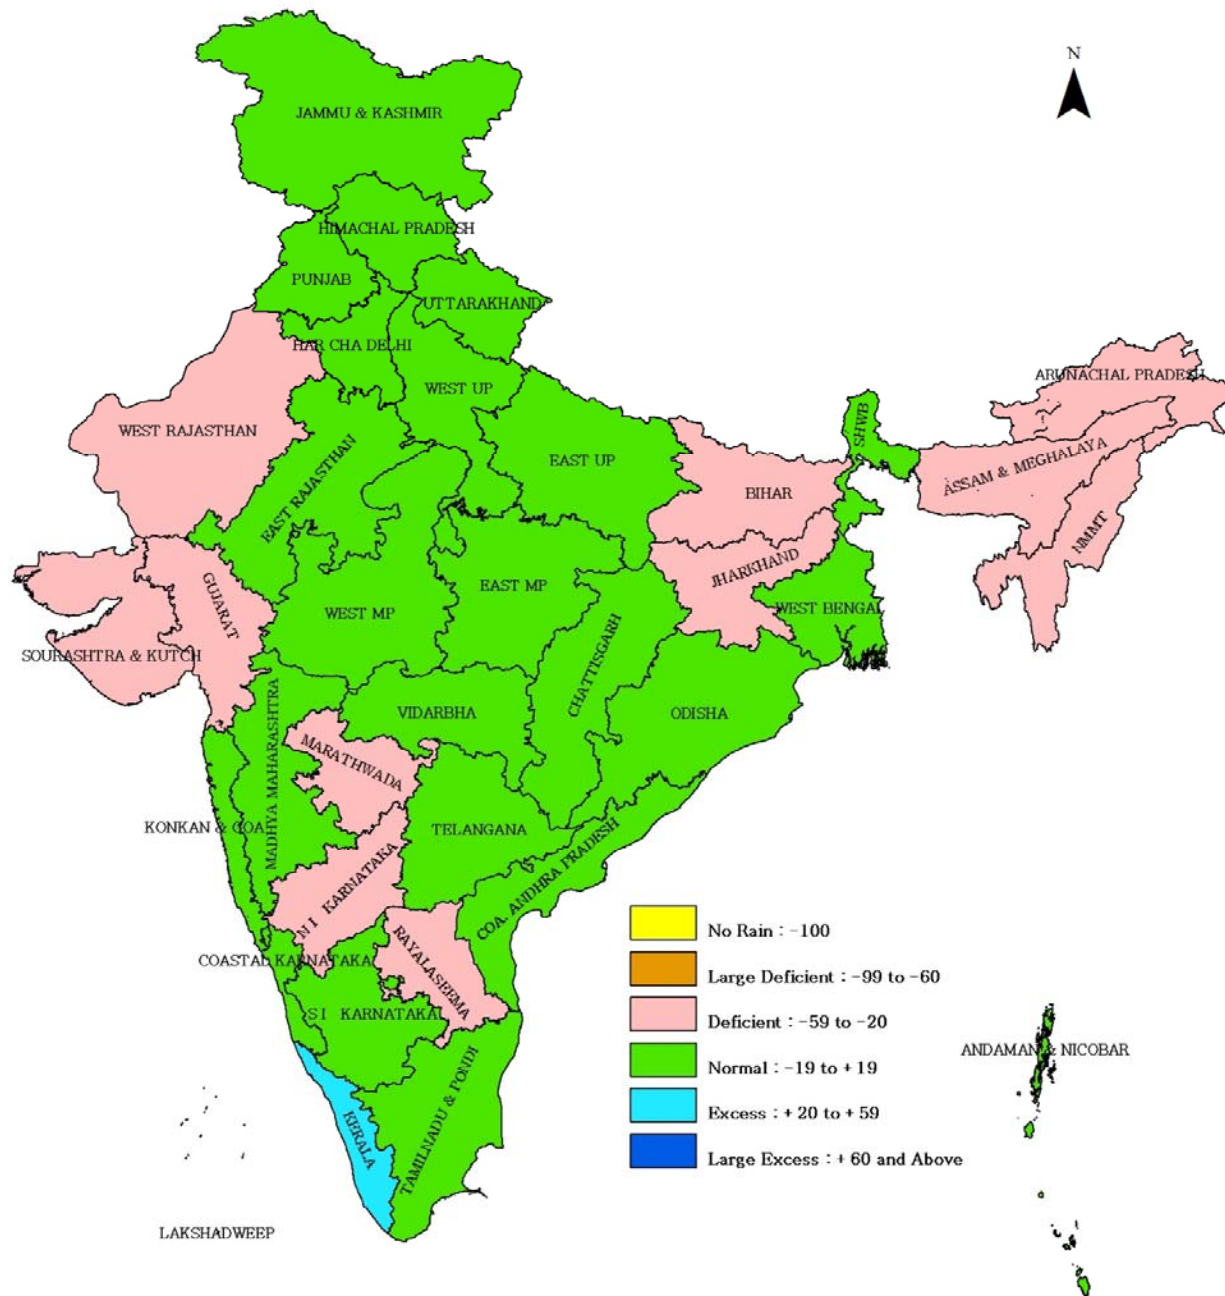 N
JAMMU & KASHMIR
HIMACHAL PRADESH
PUNJAB
UTTARAKHAND
HAR CHA DELHI
WEST UP
ARUNACHAL PRADESH
WEST RAJASTHAN
SHWB
EAST RAJASTHAN
EAST UP
BIHAR
ASSAM & MEGHALAYA
NMMT
JHARKHAND
GUJARAT
WEST MP
EAST MP
WEST BENGAL
SOURASHTRA & KUTCH
CHATTISGARH
MADHYA MAHARASHTRA
VIDARBHA
ODISHA
MARATHWADA
KONKAN & GOA
TELANGANA
COA. ANDHRA PRADESH
N I KARNATAKA
RAYALASEEMA
COASTAL KARNATAKA
S I KARNATAKA
ANDAMAN & NICOBAR
KERALA
TAMILNADU & PONDI
LAKSHADWEEP
No Rain : -100
Large Deficient : -99 to -60
Deficient : -59 to -20
Normal : -19 to +19
Excess : +20 to +59
Large Excess : +60 and Above